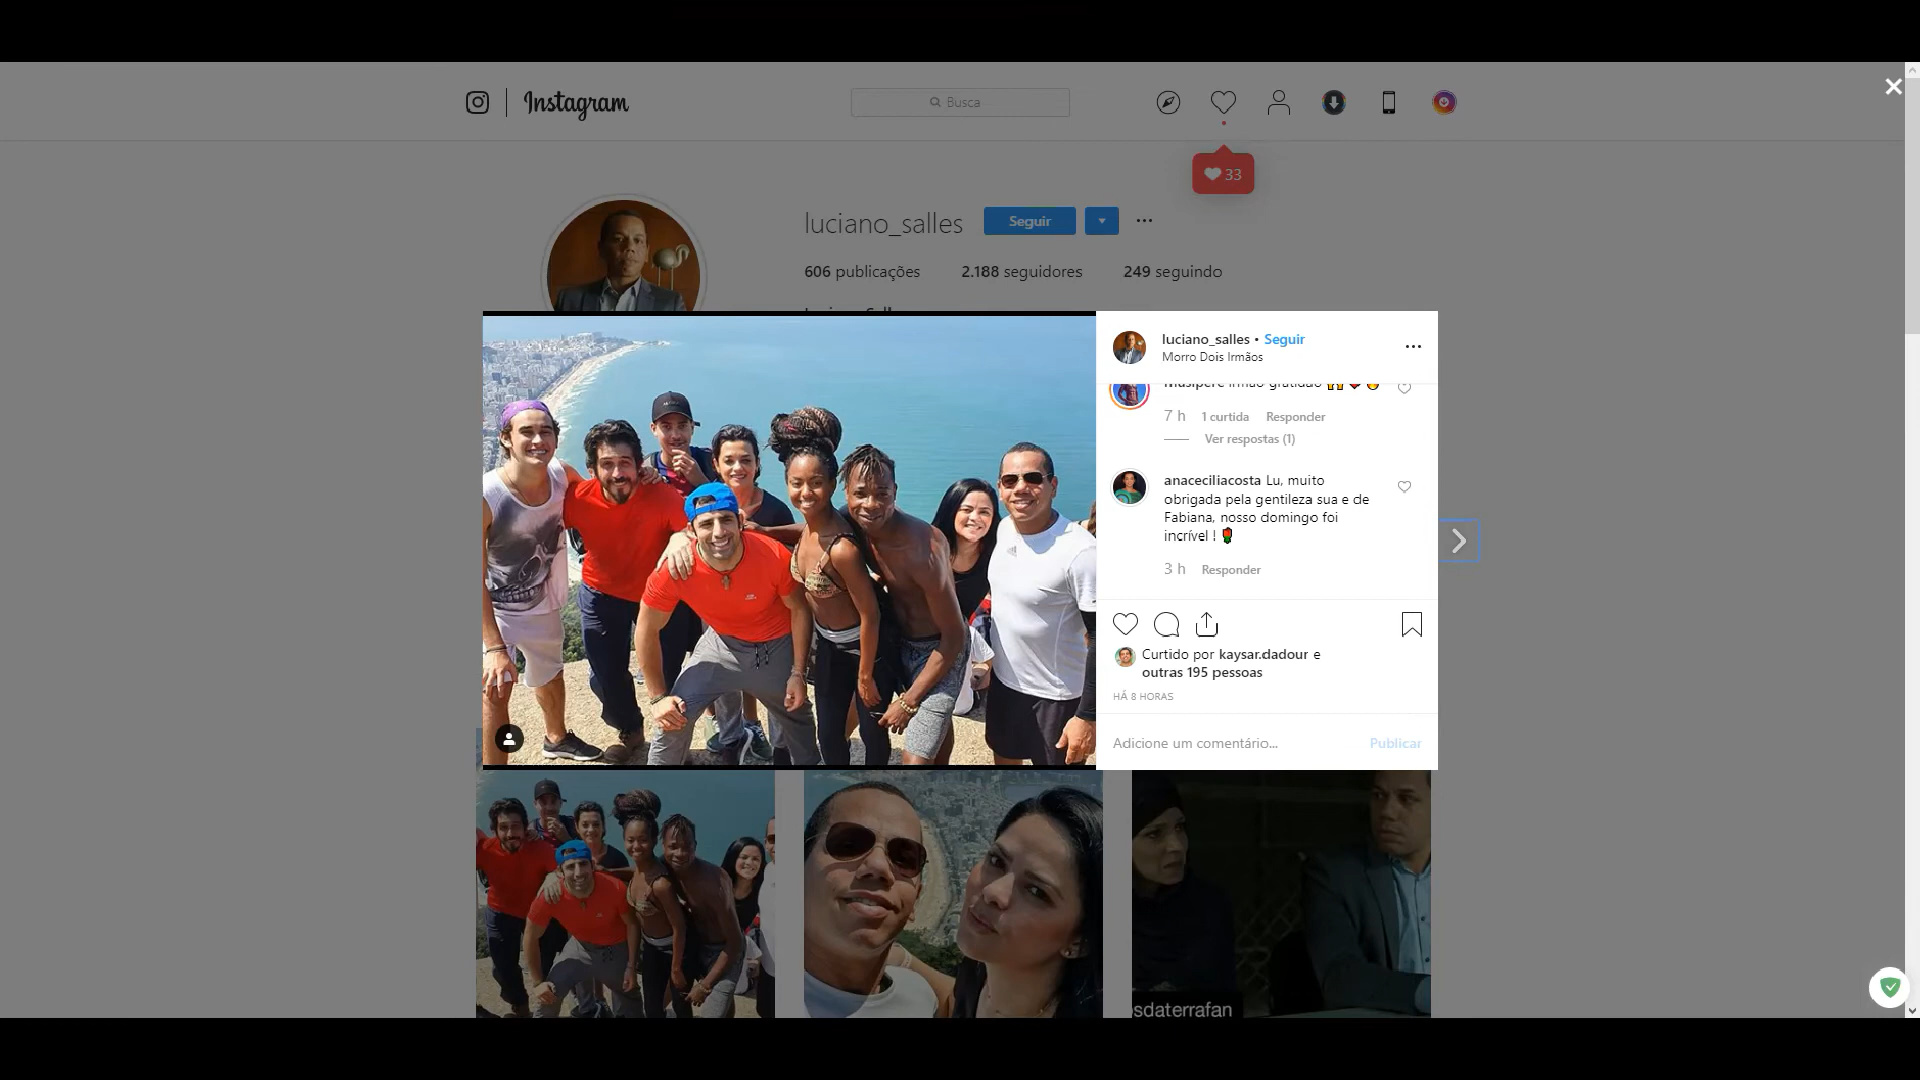 Instagram
Busca
33
luciano_salles
Seguir
606 publicações
2.188 seguidores
249 seguindo
luciano_salles • Seguir
Morro Dois Irmãos
7 h 1 curtida Responder
Ver respostas (1)
anaceciliacosta Lu, muito
obrigada pela gentileza sua e de
Fabiana, nosso domingo foi
incrível ! 🌹
3 h Responder
Curtido por kaysar.dadour e
outras 195 pessoas
HÁ 8 HORAS
Adicione um comentário...
Publicar
sdaterrafan